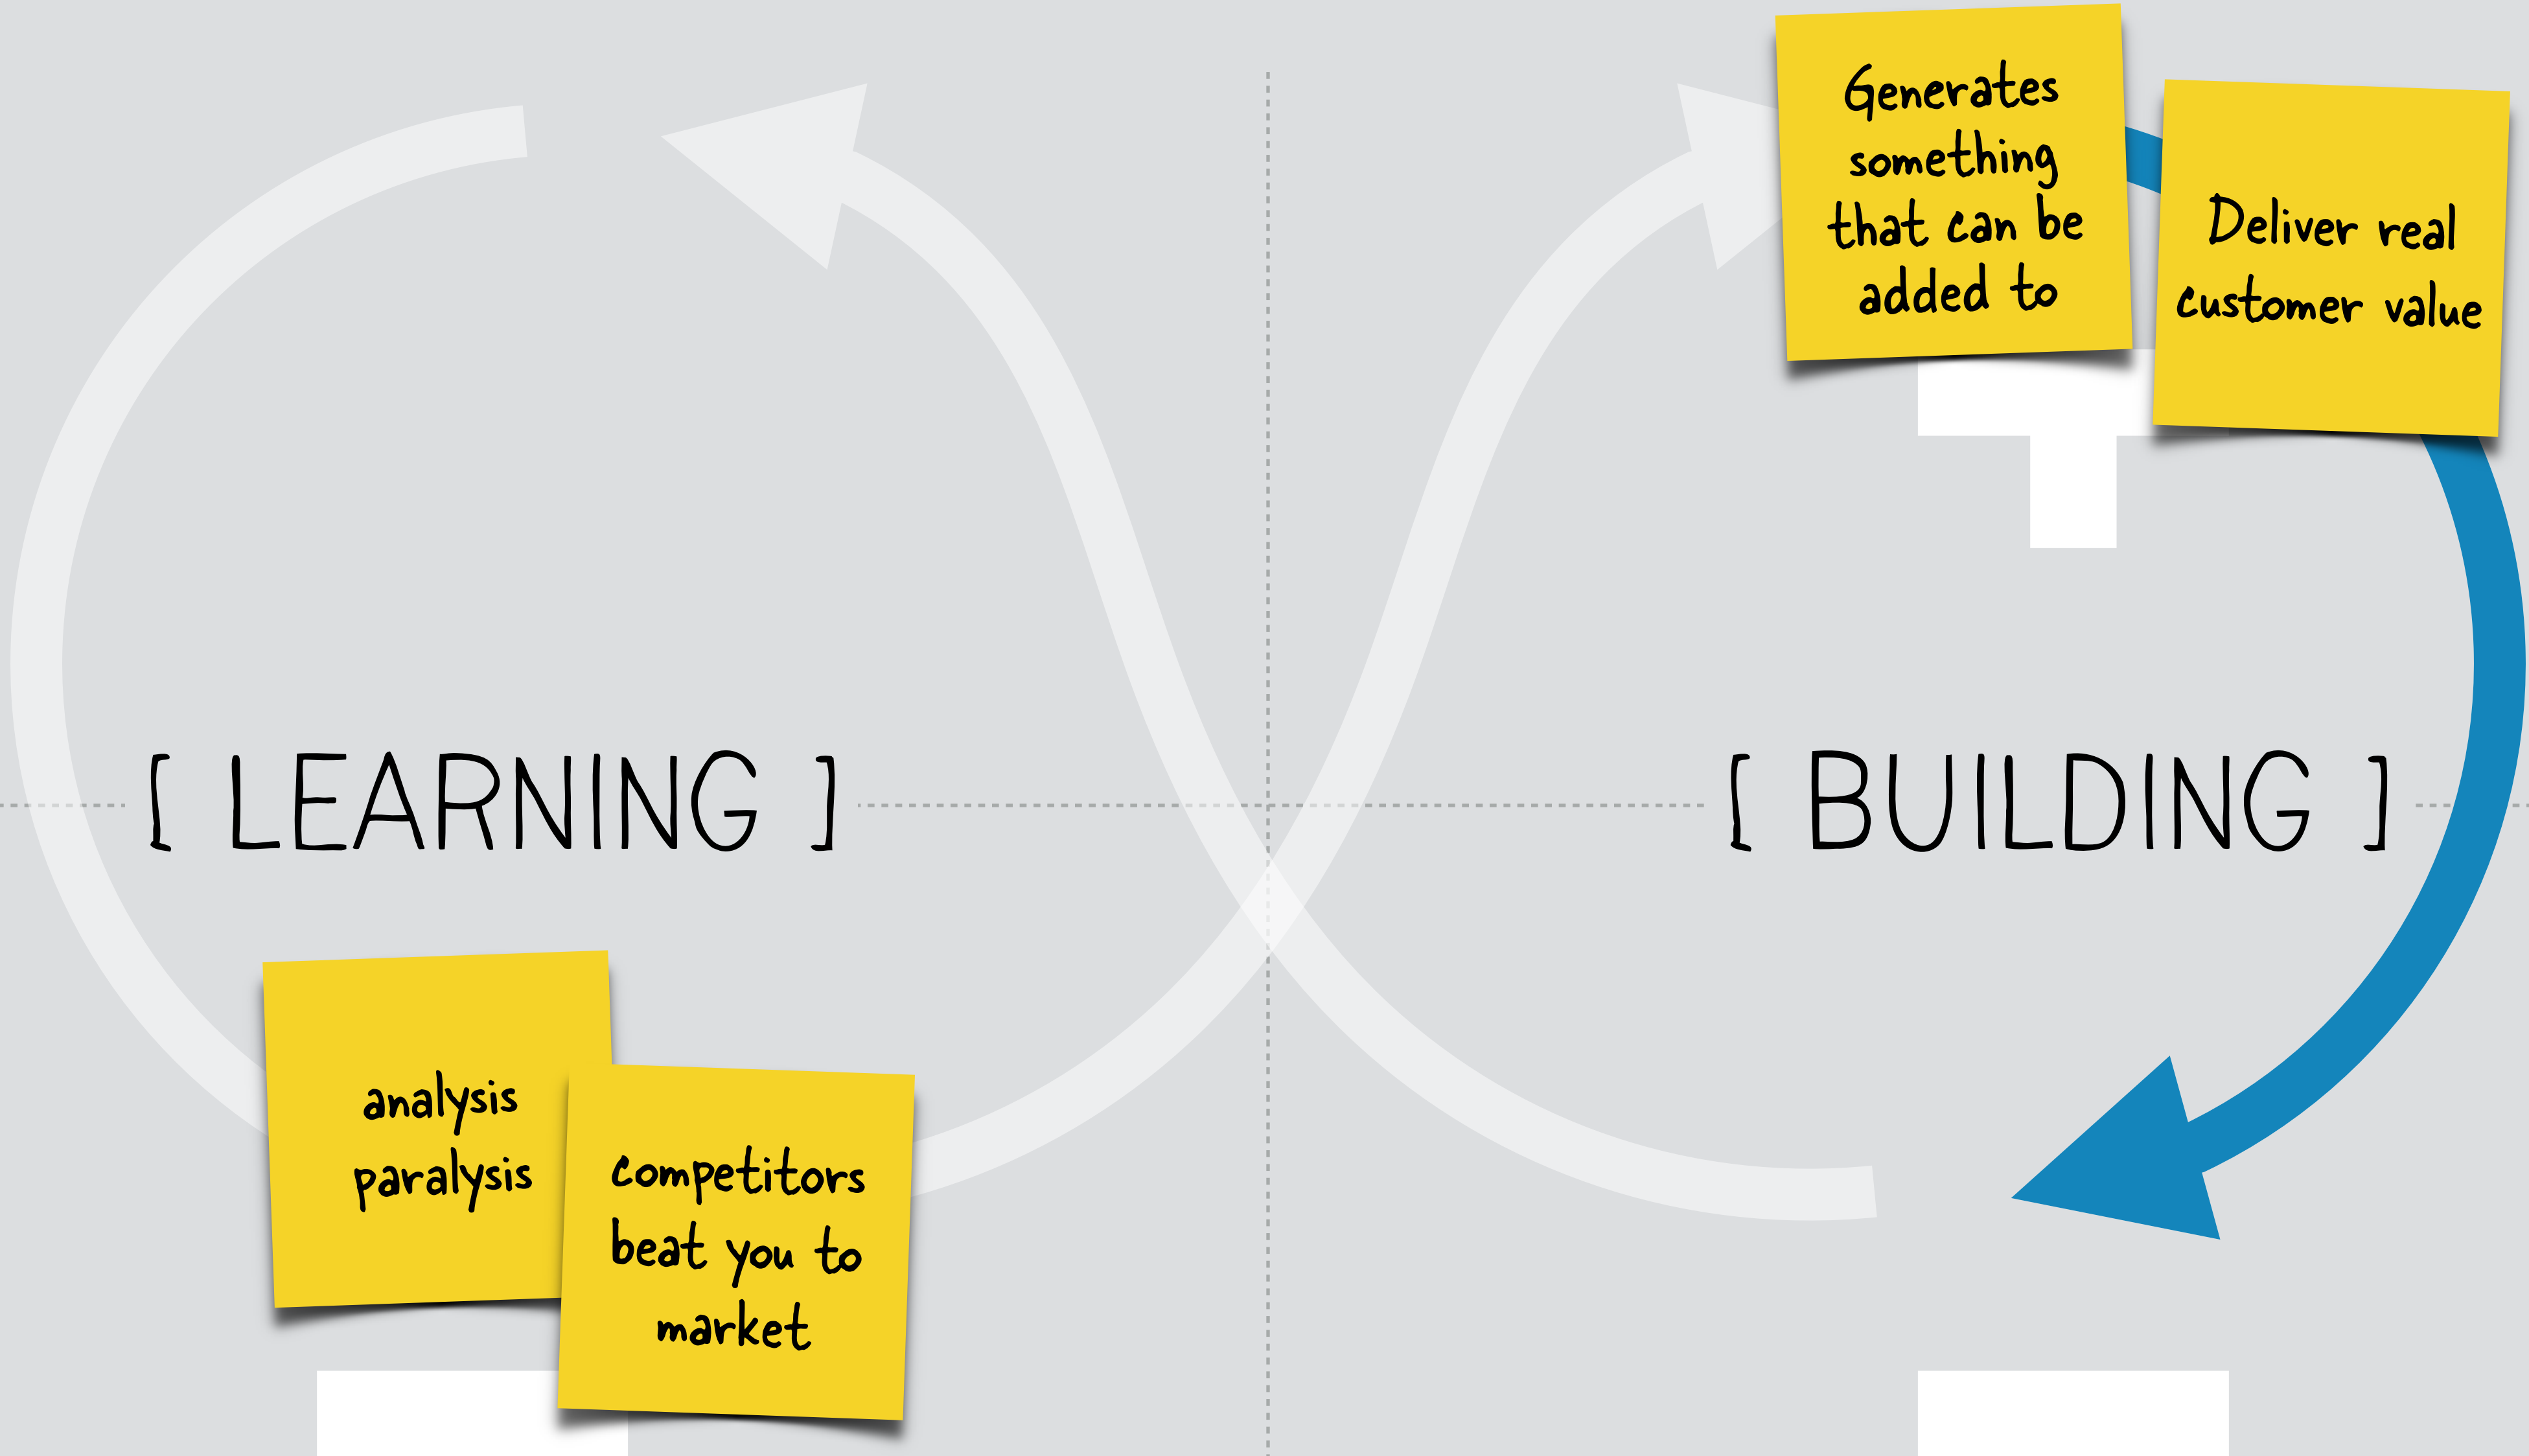 Generates
something
that can be
added to
Deliver real
customer value
[ LEARNING ]
[ BUILDING ]
analysis
paralysis
competitors
beat you to
market